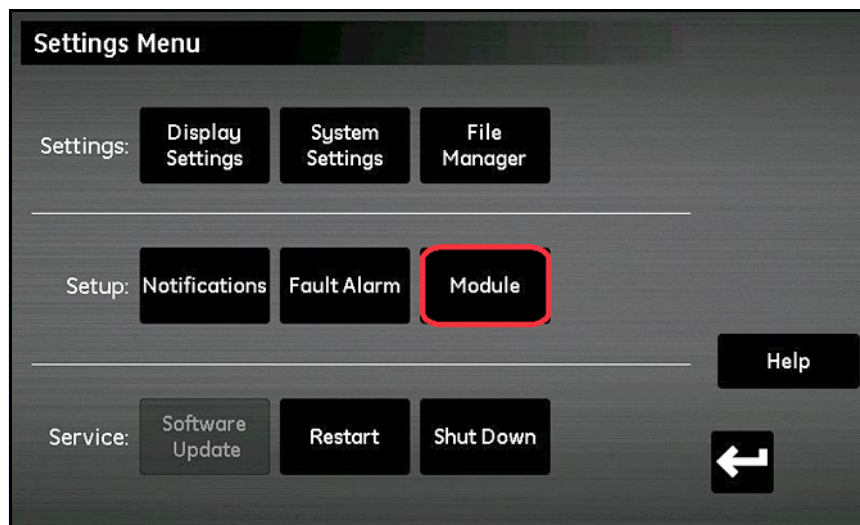 Settings Menu
Settings:
Display
Settings
System
Settings
File
Manager
Setup:
Notifications
Fault Alarm
Module
Help
Service:
Software
Update
Restart
Shut Down